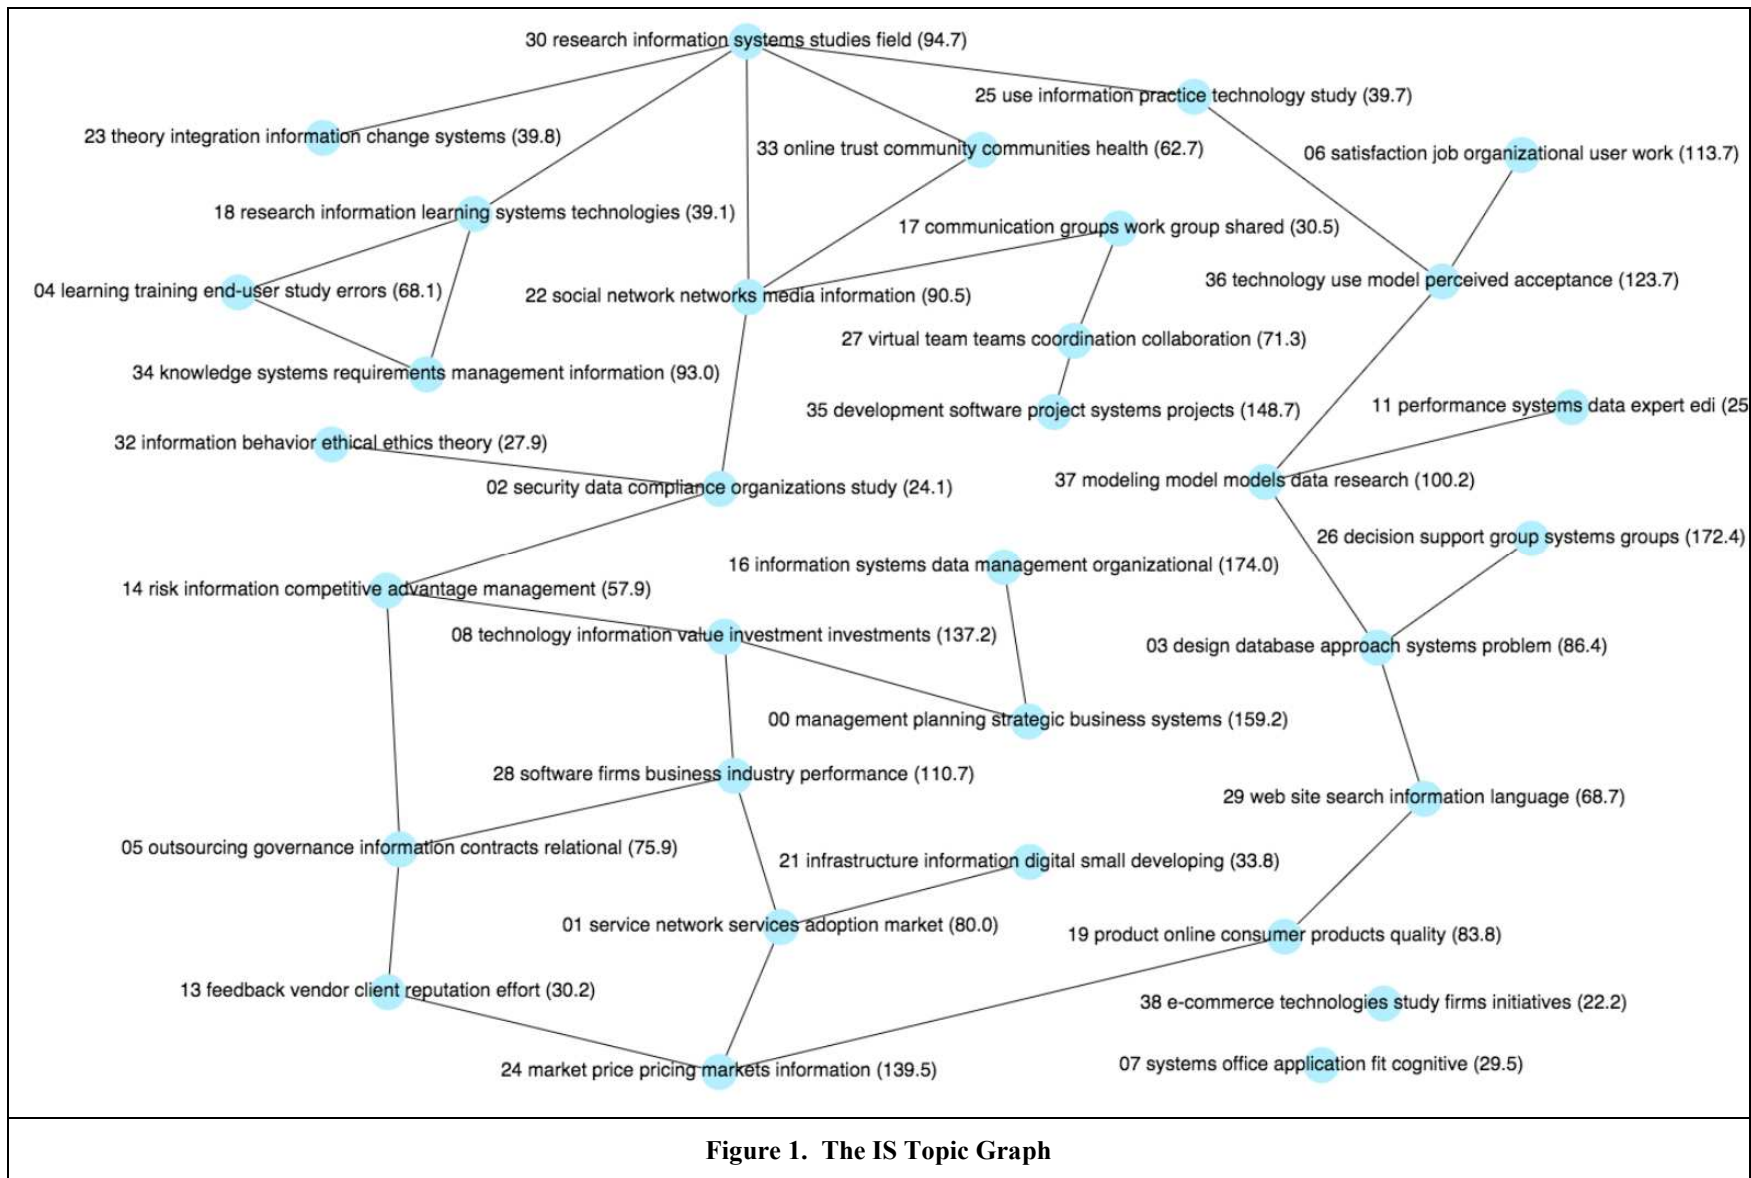 30 research information systems studies field (94.7)
25 use information practice technology study (39.7)
23 theory integration information change systems (39.8)
33 online trust community communities health (62.7)
06 satisfaction job organizational user work (113.7)
18 research information learning systems technologies (39.1)
17 communication groups work group shared (30.5)
36 technology use model perceived acceptance (123.7)
04 learning training end-user study errors (68.1)
22 social network networks media information (90.5)
27 virtual team teams coordination collaboration (71.3)
34 knowledge systems requirements management information (93.0)
35 development software project systems projects (148.7)
11 performance systems data expert edi (25
32 information behavior ethical ethics theory (27.9)
02 security data compliance organizations study (24.1)
37 modeling model models data research (100.2)
26 decision support group systems groups (172.4)
16 information systems data management organizational (174.0)
14 risk information competitive advantage management (57.9)
08 technology information value investment investments (137.2)
03 design database approach systems problem (86.4)
00 management planning strategic business systems (159.2)
28 software firms business industry performance (110.7)
29 web site search information language (68.7)
05 outsourcing governance information contracts relational (75.9)
21 infrastructure information digital small developing (33.8)
01 service network services adoption market (80.0)
19 product online consumer products quality (83.8)
13 feedback vendor client reputation effort (30.2)
38 e-commerce technologies study firms initiatives (22.2)
24 market price pricing markets information (139.5)
07 systems office application fit cognitive (29.5)
Figure 1. The IS Topic Graph